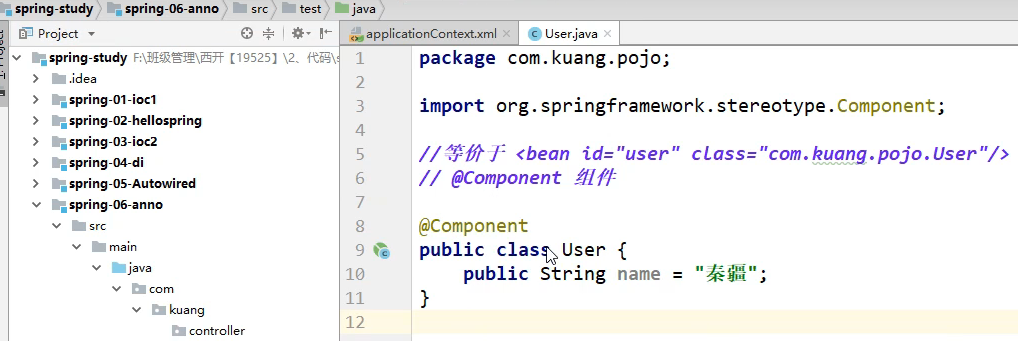 spring-study spring-06-anno src test java
Project
applicationContext.xml User.java
spring-study F:\班级管理\西开【19525】\2、代码\s
.idea
spring-01-ioc1
spring-02-hellospring
spring-03-ioc2
spring-04-di
spring-05-Autowired
spring-06-anno
src
main
java
com
kuang
controller
1 package com.kuang.pojo;
2
3 import org.springframework.stereotype.Component;
4
5 //等价于 <bean id="user" class="com.kuang.pojo.User"/>
6 // @Component 组件
7
8 @Component
9 public class User {
10 public String name = "秦疆";
11 }
12